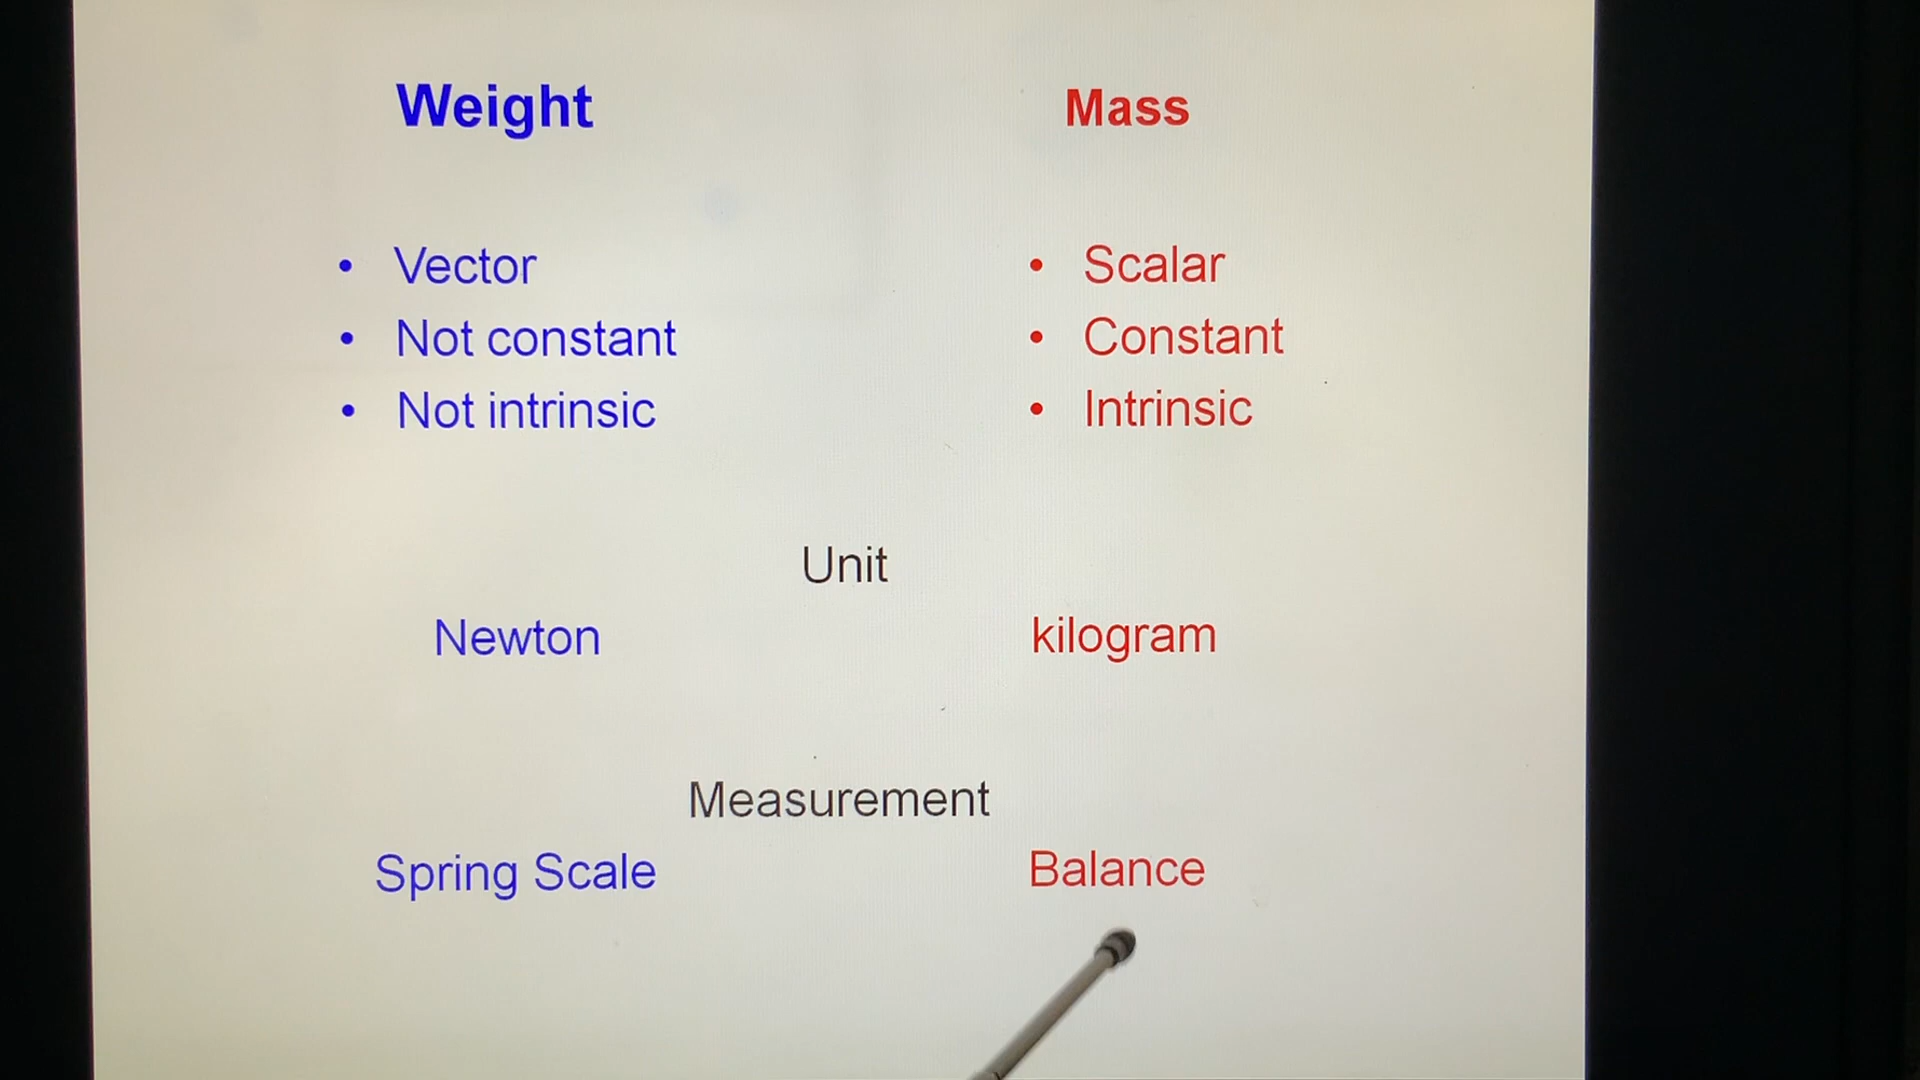 Weight Mass
• Vector • Scalar
• Not constant • Constant
• Not intrinsic • Intrinsic
Unit
Newton kilogram
Measurement
Spring Scale Balance